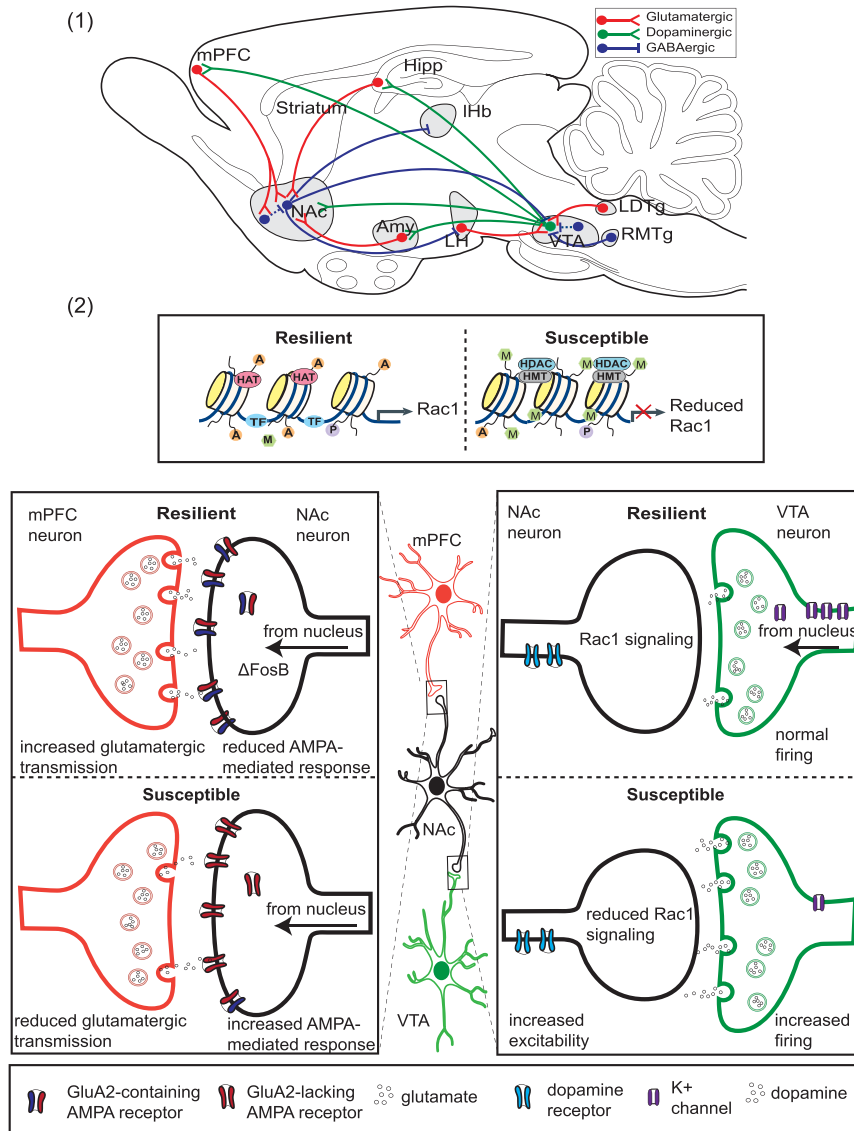 (1)
Glutamatergic
Dopaminergic
GABAergic
mPFC
Hipp
Striatum
lHb
NAc
Amy
LH
VTA
LDTg
RMTg
(2)
Resilient
Susceptible
A
HAT
A
HAT
A
A
TF
M
A
TF
P
Rac1
M
HDAC
HMT
M
HDAC
HMT
M
A
M
M
M
P
Reduced
Rac1
mPFC
neuron
Resilient
NAc
neuron
from nucleus
ΔFosB
increased glutamatergic
transmission
reduced AMPA-
mediated response
Susceptible
from nucleus
reduced glutamatergic
transmission
increased AMPA-
mediated response
mPFC
NAc
VTA
NAc
neuron
Resilient
VTA
neuron
Rac1 signaling
from nucleus
normal
firing
Susceptible
reduced Rac1
signaling
increased
excitability
increased
firing
GluA2-containing
AMPA receptor
GluA2-lacking
AMPA receptor
glutamate
dopamine
receptor
K+
channel
dopamine